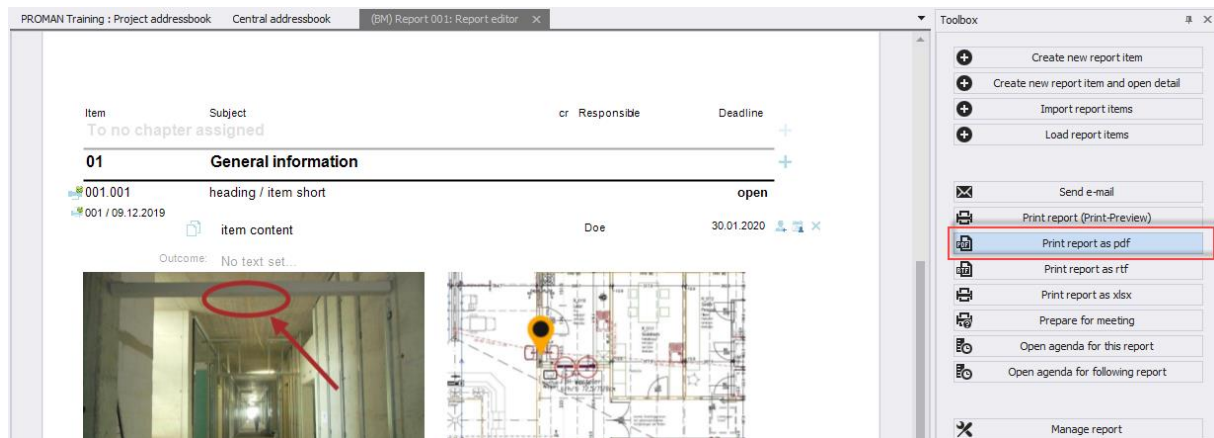 PROMAN Training : Project addressbook Central addressbook (BM) Report 001: Report editor
Item Subject cr Responsible Deadline
To no chapter assigned
01 General information
001.001 heading / item short open
001 / 09.12.2019
item content Doe 30.01.2020
Outcome: No text set...
Toolbox
Create new report item
Create new report item and open detail
Import report items
Load report items
Send e-mail
Print report (Print-Preview)
Print report as pdf
Print report as rtf
Print report as xlsx
Prepare for meeting
Open agenda for this report
Open agenda for following report
Manage report